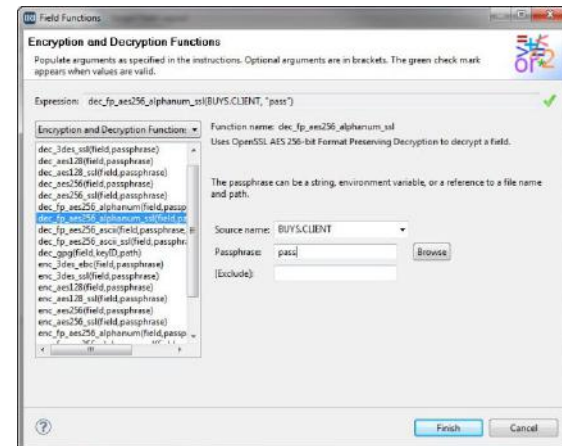 Field Functions
Encryption and Decryption Functions
Populate arguments as specified in the instructions. Optional arguments are in brackets. The green check mark
appears when values are valid.
Expression: dec_fp_aes256_alphanum_ssl(BUYS.CLIENT, "pass")
Encryption and Decryption Function:
dec_3des_ssl(field,passphrase)
dec_aes128(field,passphrase)
dec_aes128_ssl(field,passphrase)
dec_aes256(field,passphrase)
dec_aes256_ssl(field,passphrase)
dec_fp_aes256_alphanum(field,passp
dec_fp_aes256_alphanum_ssl(field,pa
dec_fp_aes256_ascii(field,passphrase,
dec_fp_aes256_ascii_ssl(field,passphra
dec_gpg(field,keyID,path)
enc_3des_ebc(field,passphrase)
enc_3des_ssl(field,passphrase)
enc_aes128(field,passphrase)
enc_aes128_ssl(field,passphrase)
enc_aes256(field,passphrase)
enc_aes256_ssl(field,passphrase)
enc_fp_aes256_alphanum(field,passp
Function name: dec_fp_aes256_alphanum_ssl
Uses OpenSSL AES 256-bit Format Preserving Decryption to decrypt a field.
The passphrase can be a string, environment variable, or a reference to a file name
and path.
Source name: BUYS.CLIENT
Passphrase: pass Browse
[Exclude]:
Finish Cancel